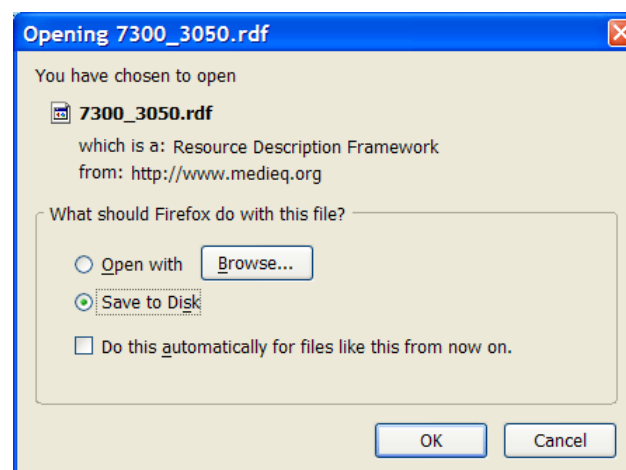 Opening 7300_3050.rdf
You have chosen to open
7300_3050.rdf
which is a: Resource Description Framework
from: http://www.medieq.org
What should Firefox do with this file?
Open with Browse...
Save to Disk
Do this automatically for files like this from now on.
OK Cancel